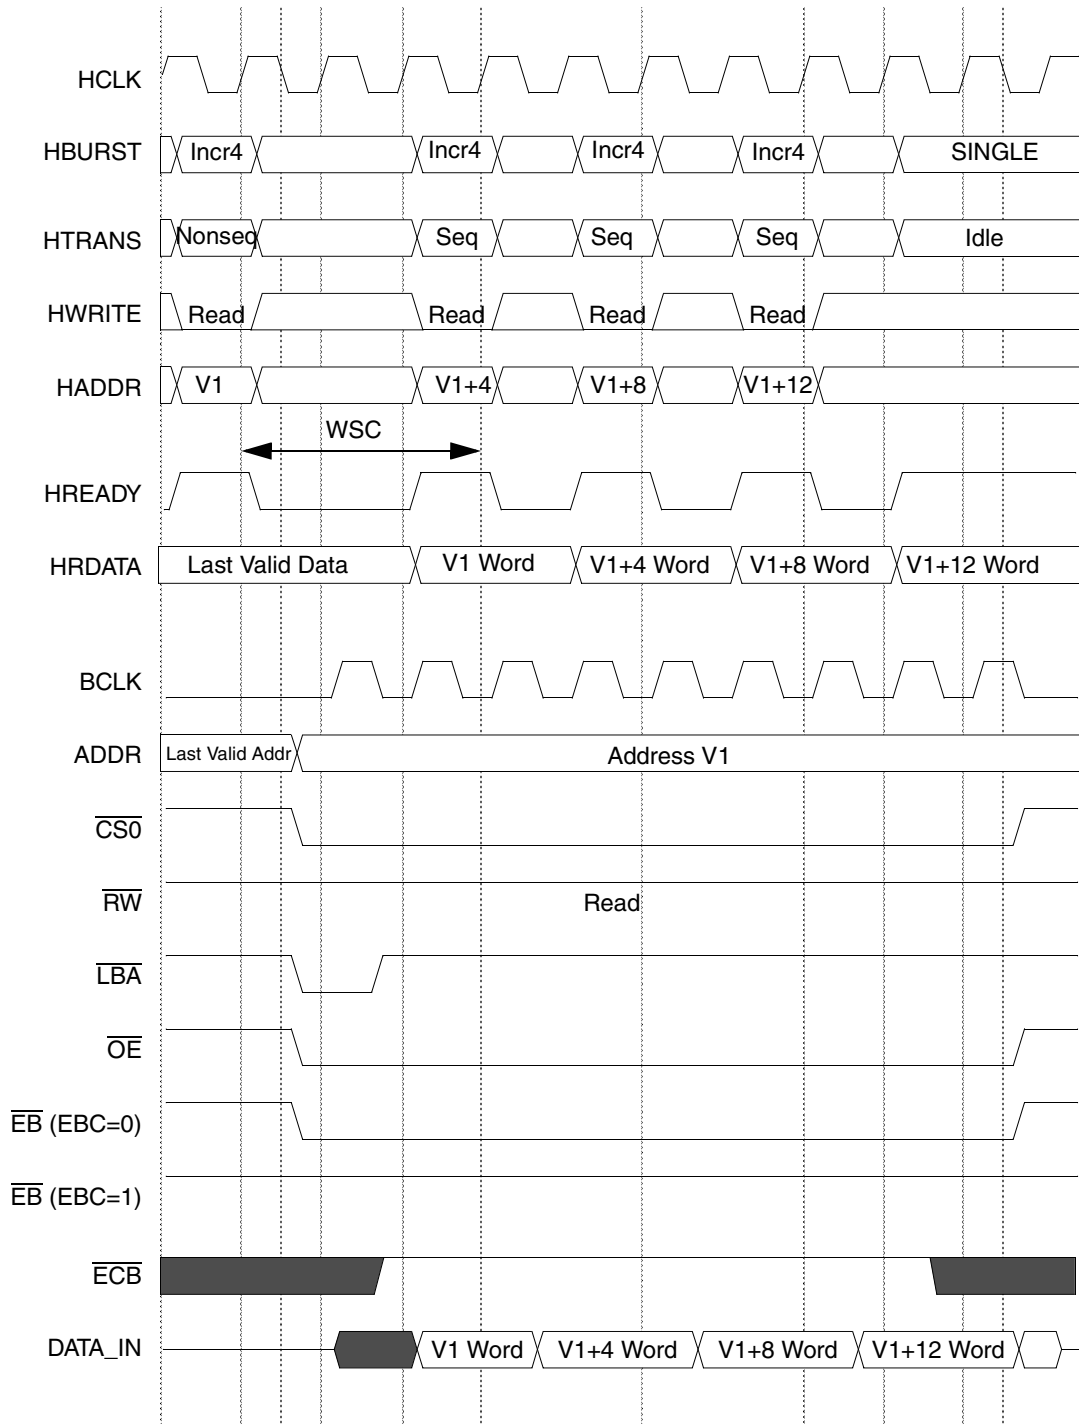 HCLK
HBURST Incr4 Incr4 Incr4 Incr4 SINGLE
HTRANS Nonseq Seq Seq Seq Idle
HWRITE Read Read Read Read
HADDR V1 V1+4 V1+8 V1+12
WSC
HREADY
HRDATA Last Valid Data V1 Word V1+4 Word V1+8 Word V1+12 Word
BCLK
ADDR Last Valid Addr Address V1
CS0
RW Read
LBA
OE
EB (EBC=0)
EB (EBC=1)
ECB
DATA_IN V1 Word V1+4 Word V1+8 Word V1+12 Word